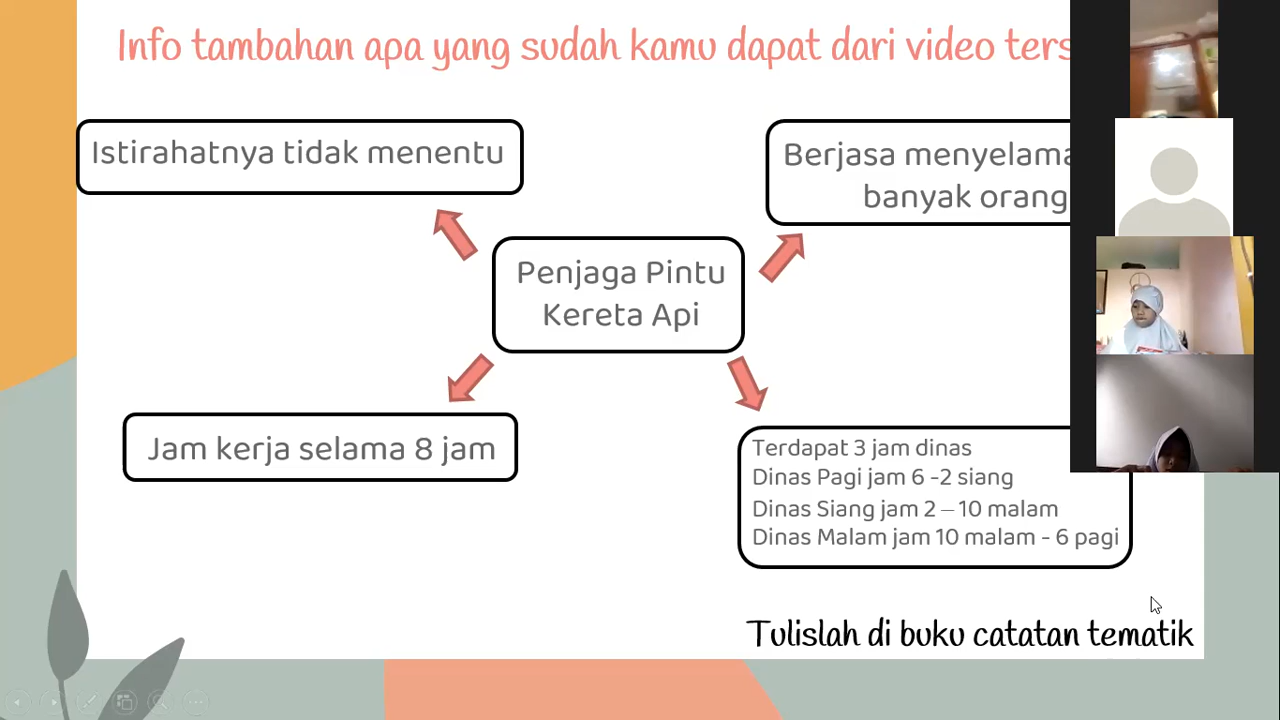 Info tambahan apa yang sudah kamu dapat dari video
Istirahatnya tidak menentu
Berjasa
banyak orang
Penjaga Pintu
Kereta Api
Jam kerja selama 8 jam
Terdapat 3 jam dinas
Dinas Pagi jam 6 -2 siang
Dinas Siang jam 2 – 10 malam
Dinas Malam jam 10 malam - 6 pagi
Tulislah di buku catatan tematik